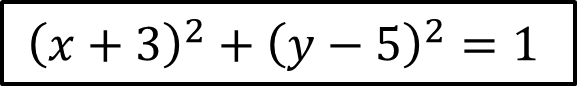 (x + 3)² + (y − 5)² = 1